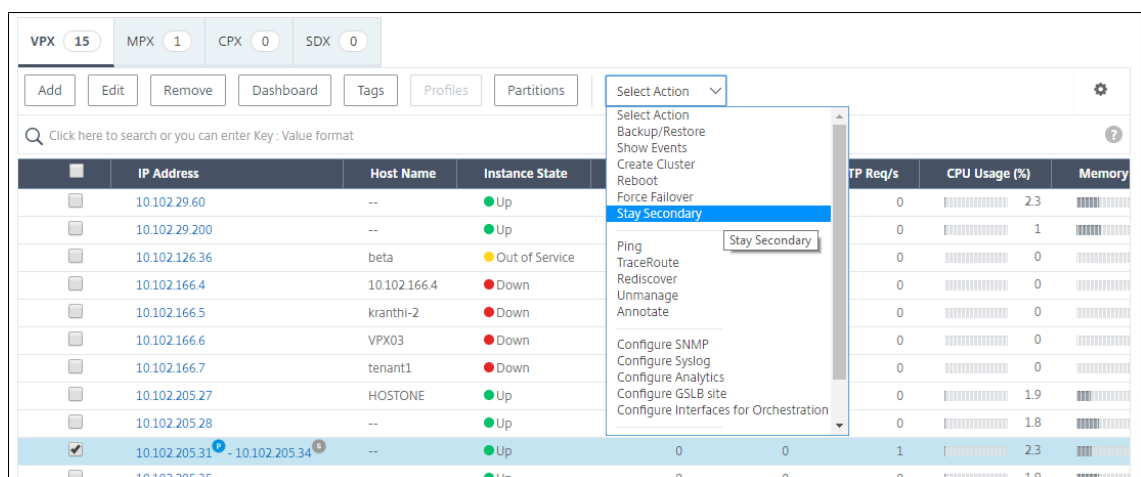 VPX 15 MPX 1 CPX 0 SDX 0
Add Edit Remove Dashboard Tags Profiles Partitions Select Action
Click here to search or you can enter Key : Value format ?
Select Action
Backup/Restore
Show Events
Create Cluster
Reboot
Force Failover
Stay Secondary
Stay Secondary
Ping
TraceRoute
Rediscover
Unmanage
Annotate
Configure SNMP
Configure Syslog
Configure Analytics
Configure GSLB site
Configure Interfaces for Orchestration
IP Address Host Name Instance State TP Req/s CPU Usage (%) Memory
10.102.29.60 -- Up 0 2.3
10.102.29.200 -- Up 0 1
10.102.126.36 beta Out of Service 0 0
10.102.166.4 10.102.166.4 Down 0 0
10.102.166.5 kranthi-2 Down 0 0
10.102.166.6 VPX03 Down 0 0
10.102.166.7 tenant1 Down 0 0
10.102.205.27 HOSTONE Up 0 1.9
10.102.205.28 -- Up 0 1.8
10.102.205.31 P - 10.102.205.34 S -- Up 0 0 1 2.3